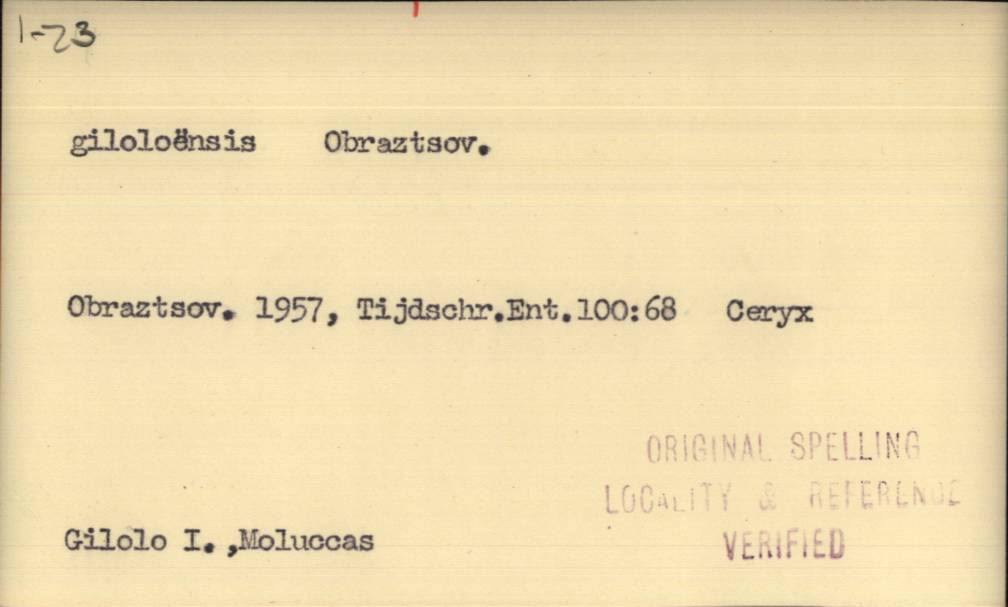 1-23
giloloënsis Obraztsov.
Obraztsov. 1957, Tijdschr.Ent.100:68 Ceryx
ORIGINAL SPELLING
LOCALITY & REFERENCE
VERIFIED
Gilolo I.,Moluccas